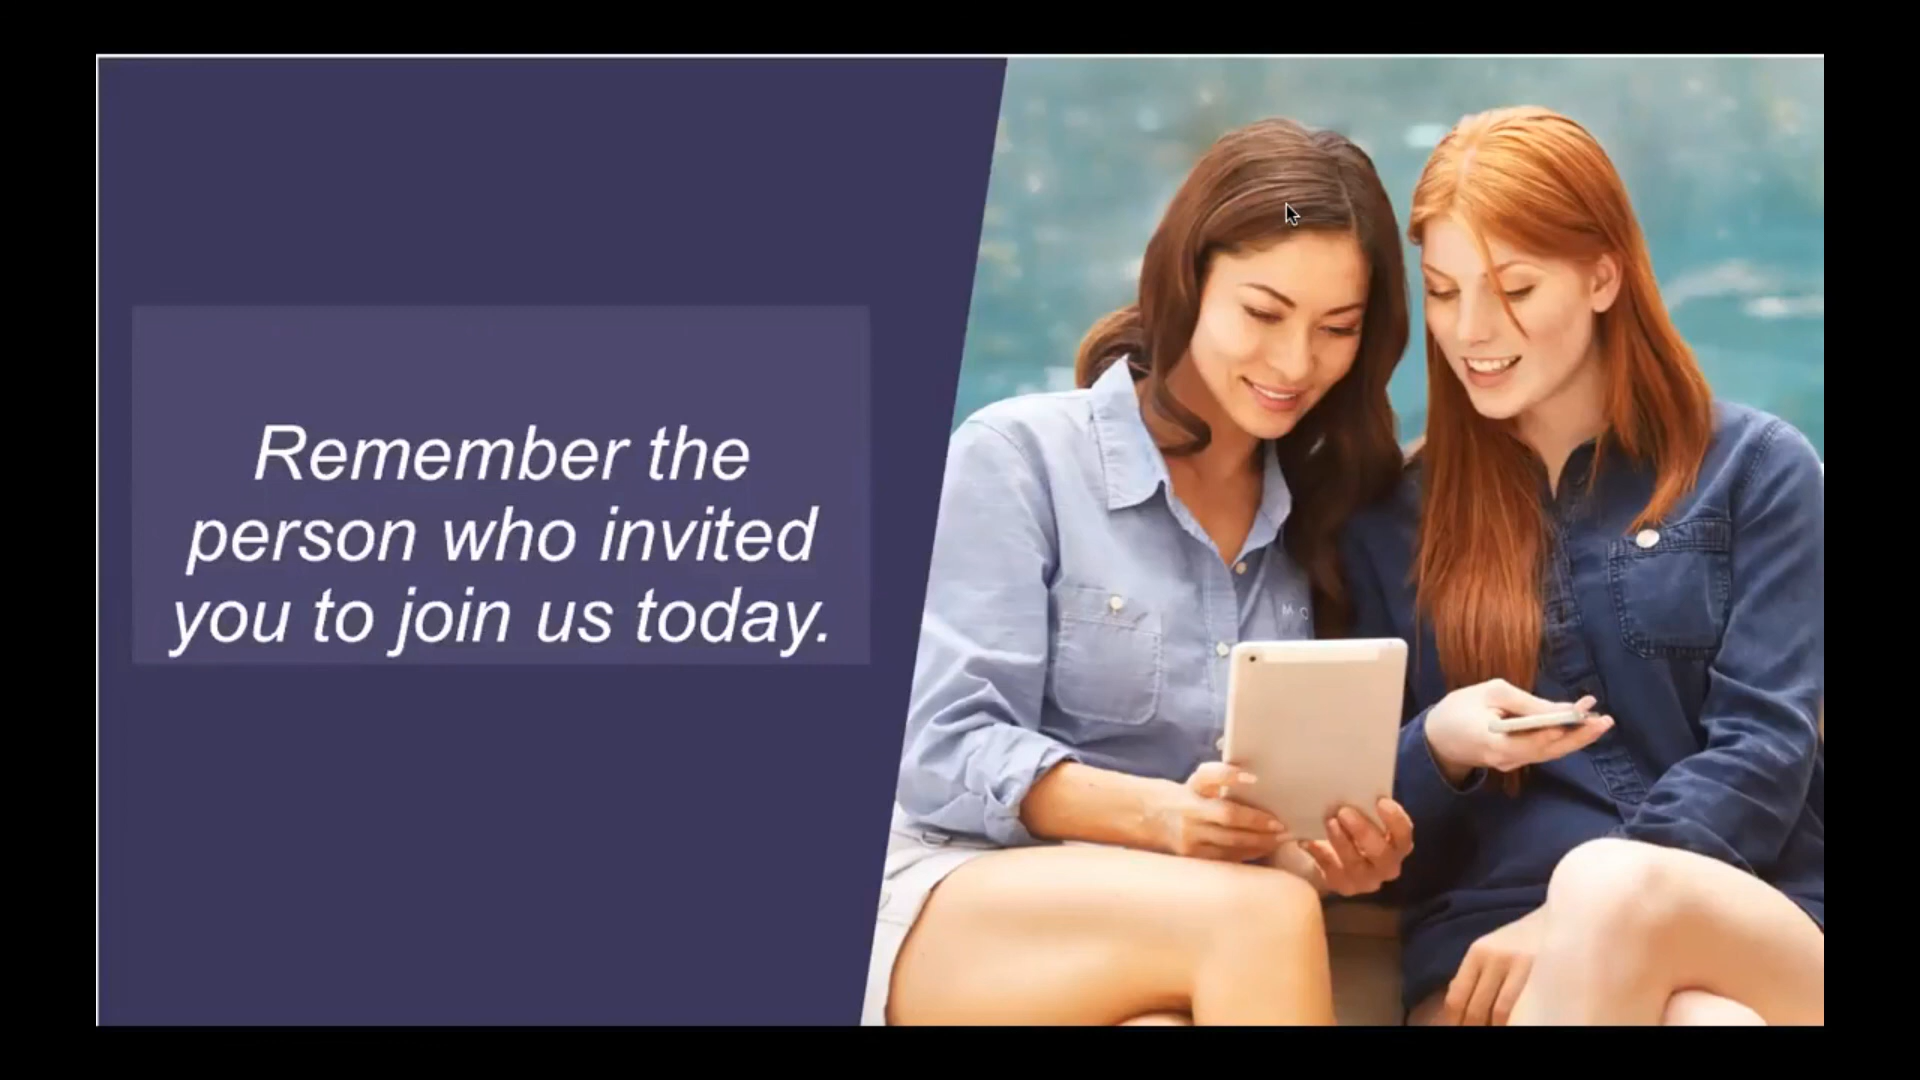 Remember the
person who invited
you to join us today.